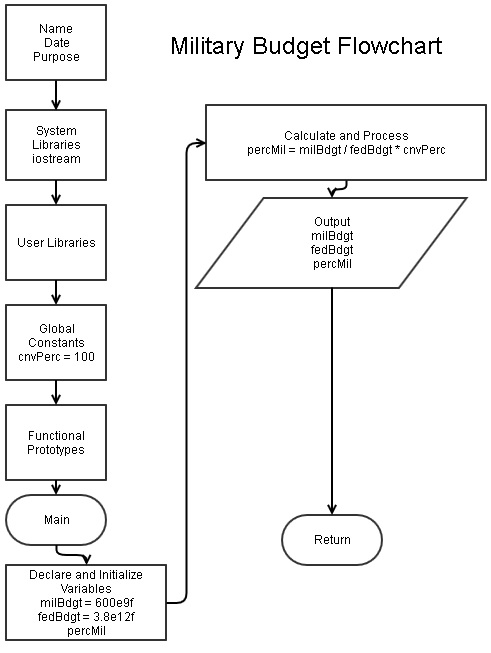 Military Budget Flowchart
Name
Date
Purpose
System
Libraries
iostream
User Libraries
Global
Constants
cnvPerc = 100
Functional
Prototypes
Main
Declare and Initialize
Variables
milBdgt = 600e9f
fedBdgt = 3.8e12f
percMil
Calculate and Process
percMil = milBdgt / fedBdgt * cnvPerc
Output
milBdgt
fedBdgt
percMil
Return